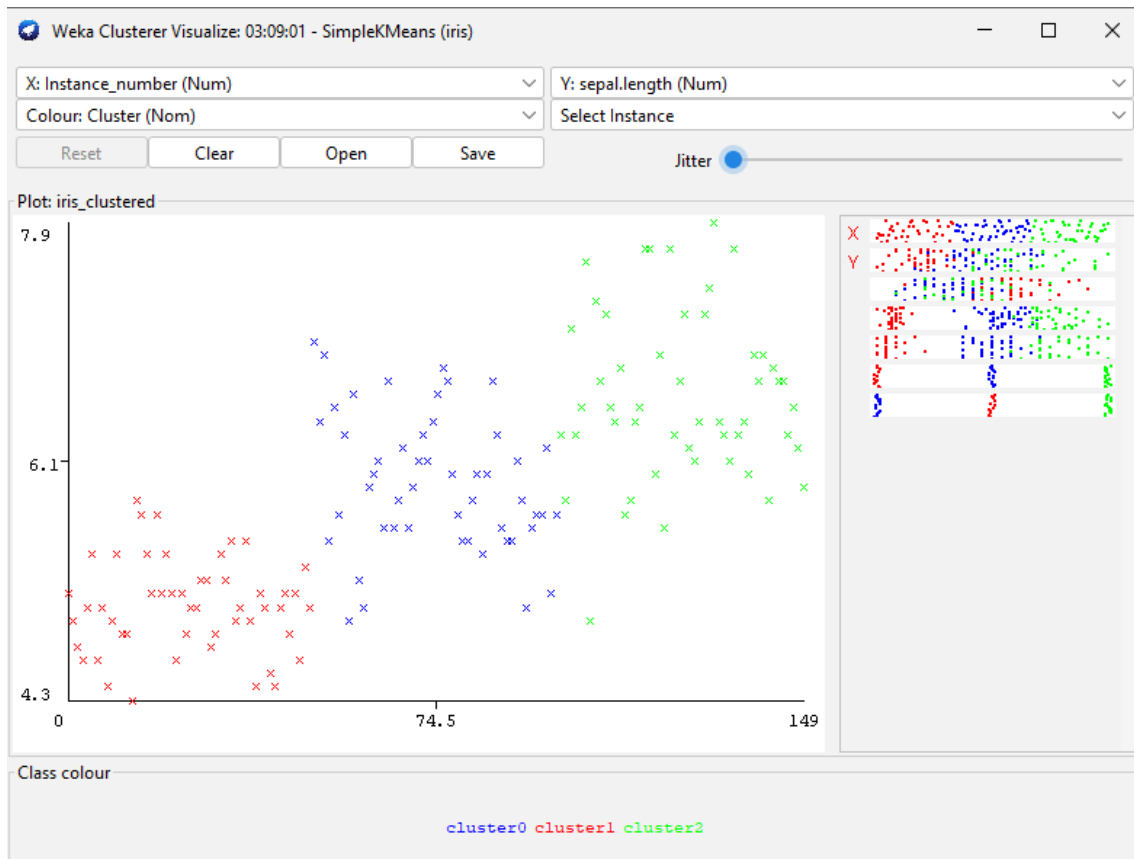 Weka Clusterer Visualize: 03:09:01 - SimpleKMeans (iris)
X: Instance_number (Num) Y: sepal.length (Num)
Colour: Cluster (Nom) Select Instance
Reset Clear Open Save Jitter
Plot: iris_clustered
7.9
6.1
4.3
0 74.5 149
X
Y
Class colour
cluster0 cluster1 cluster2